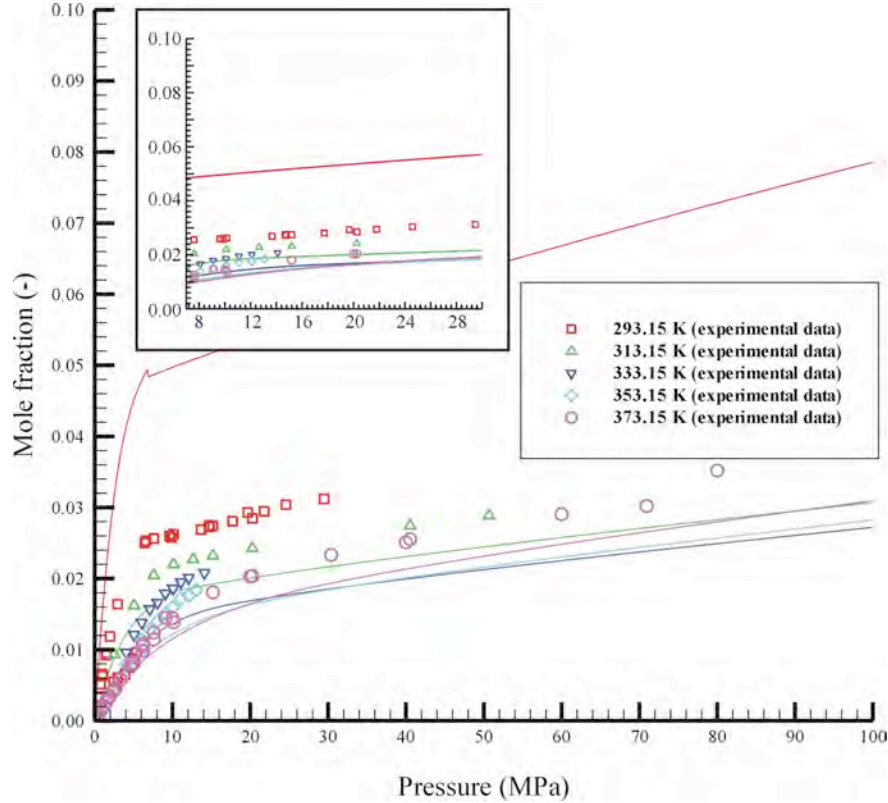 0.10
0.09
0.08
0.07
0.06
0.05
0.04
0.03
0.02
0.01
0.00
Mole fraction (-)
0 10 20 30 40 50 60 70 80 90 100
Pressure (MPa)
0.10
0.08
0.06
0.04
0.02
0.00
8 12 16 20 24 28
293.15 K (experimental data)
313.15 K (experimental data)
333.15 K (experimental data)
353.15 K (experimental data)
373.15 K (experimental data)